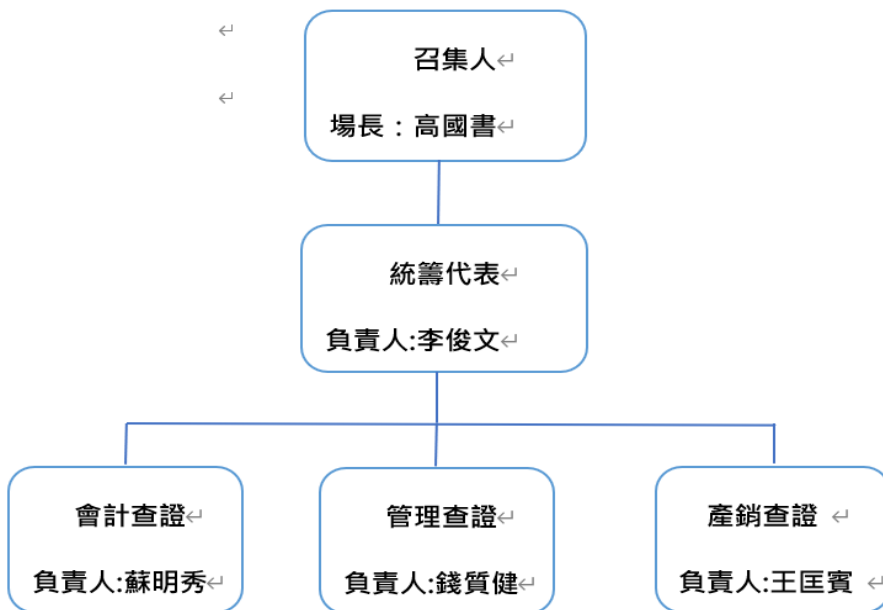 召集人
場長：高國書
統籌代表
負責人:李俊文
會計查證
負責人:蘇明秀
管理查證
負責人:錢質健
產銷查證
負責人:王匡賓